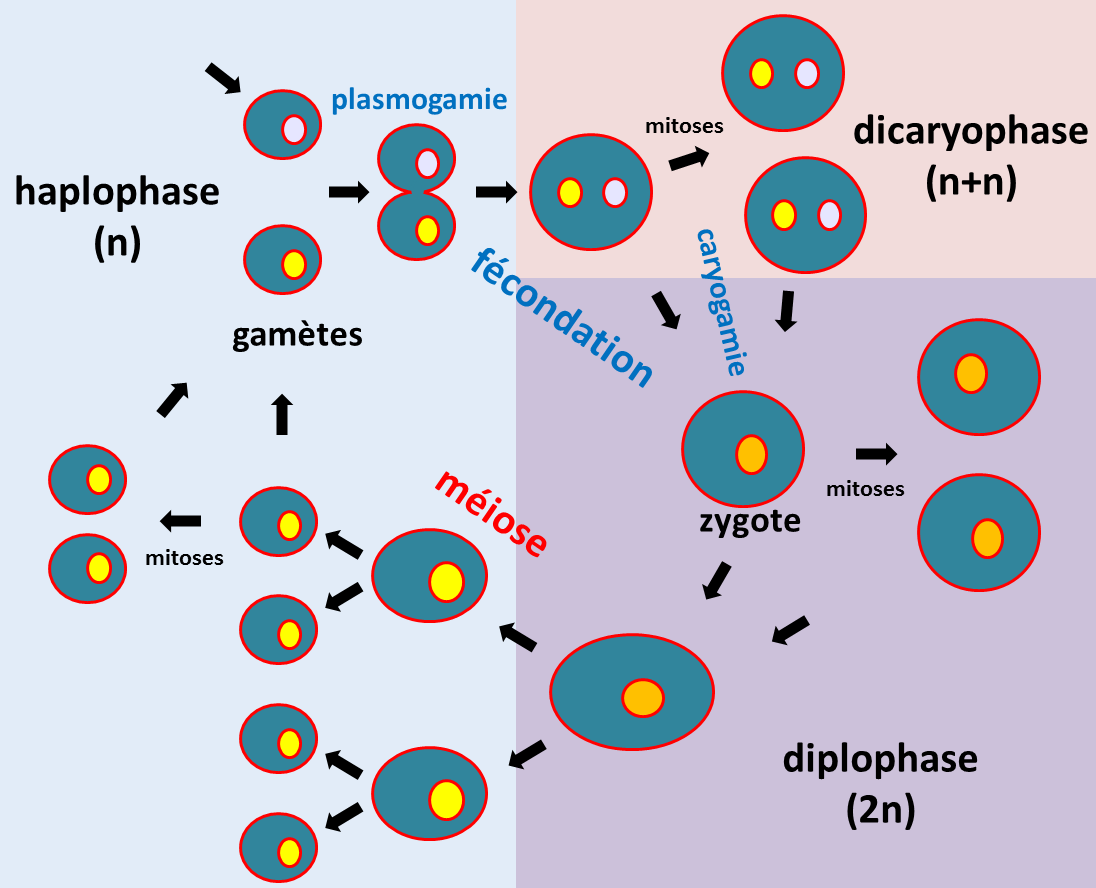 plasmogamie
haplophase
(n)
gamètes
mitoses
dicaryophase
(n+n)
fécondation
caryogamie
zygote
mitoses
méiose
mitoses
diplophase
(2n)